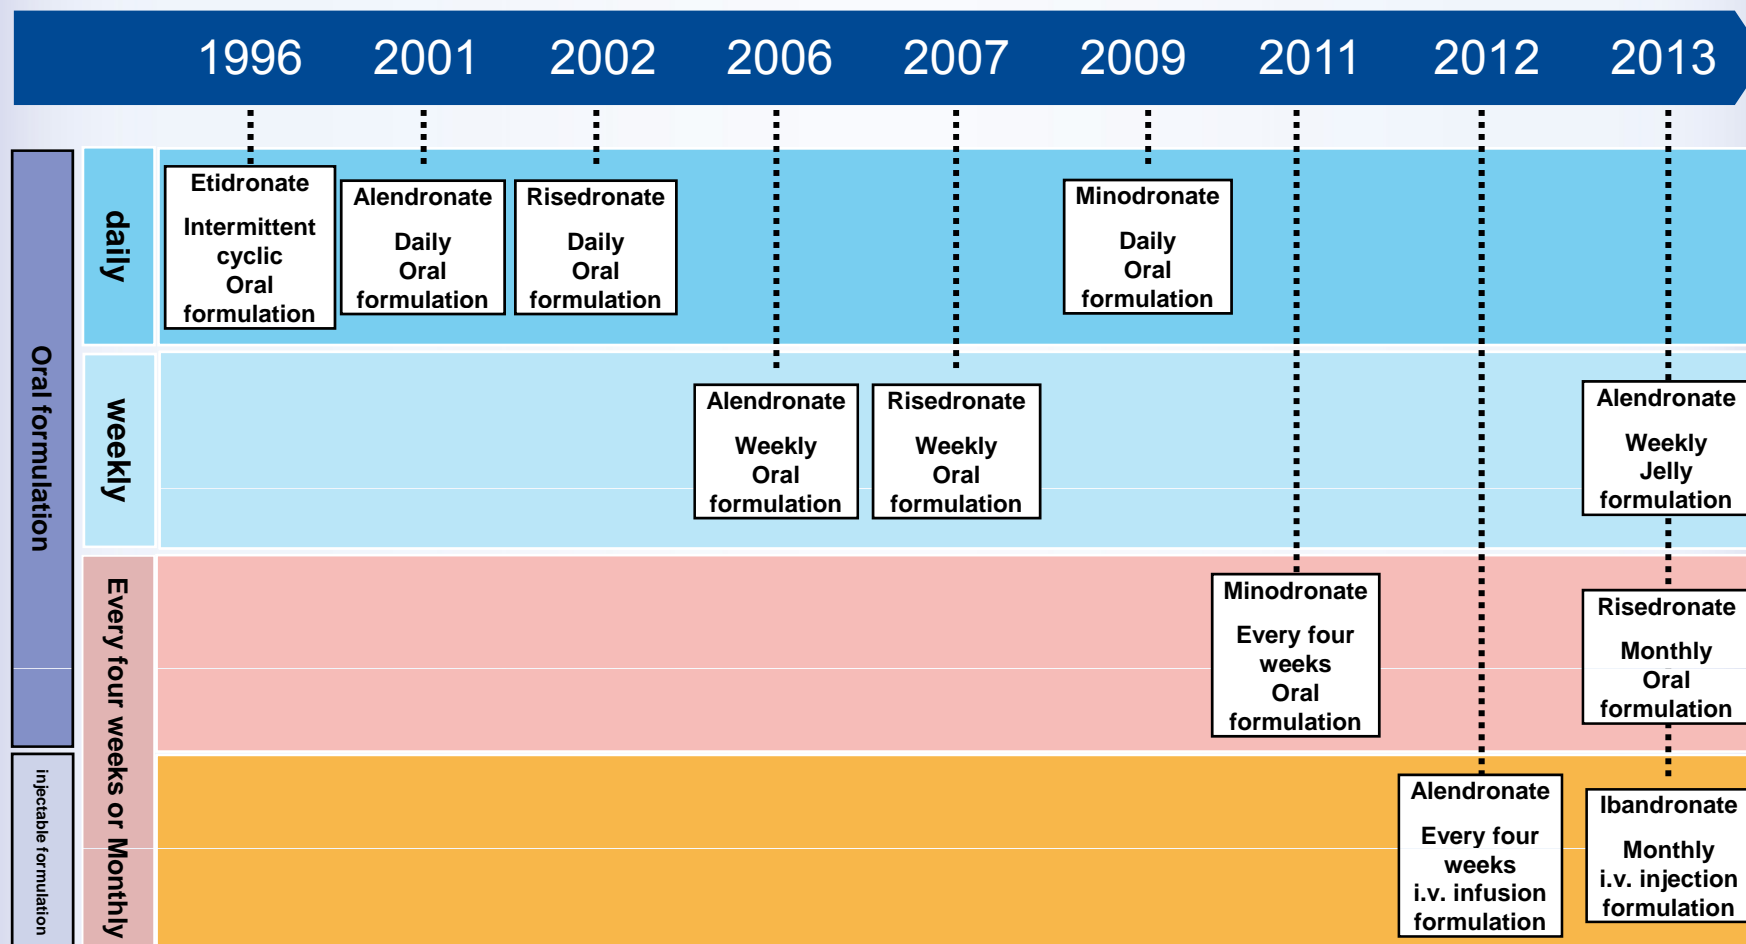 1996 2001 2002 2006 2007 2009 2011 2012 2013
Oral formulation
daily
Etidronate
Intermittent
cyclic
Oral
formulation
Alendronate
Daily
Oral
formulation
Risedronate
Daily
Oral
formulation
Minodronate
Daily
Oral
formulation
weekly
Alendronate
Weekly
Oral
formulation
Risedronate
Weekly
Oral
formulation
Alendronate
Weekly
Jelly
formulation
Every four weeks or Monthly
Minodronate
Every four
weeks
Oral
formulation
Risedronate
Monthly
Oral
formulation
injectable formulation
Alendronate
Every four
weeks
i.v. infusion
formulation
Ibandronate
Monthly
i.v. injection
formulation